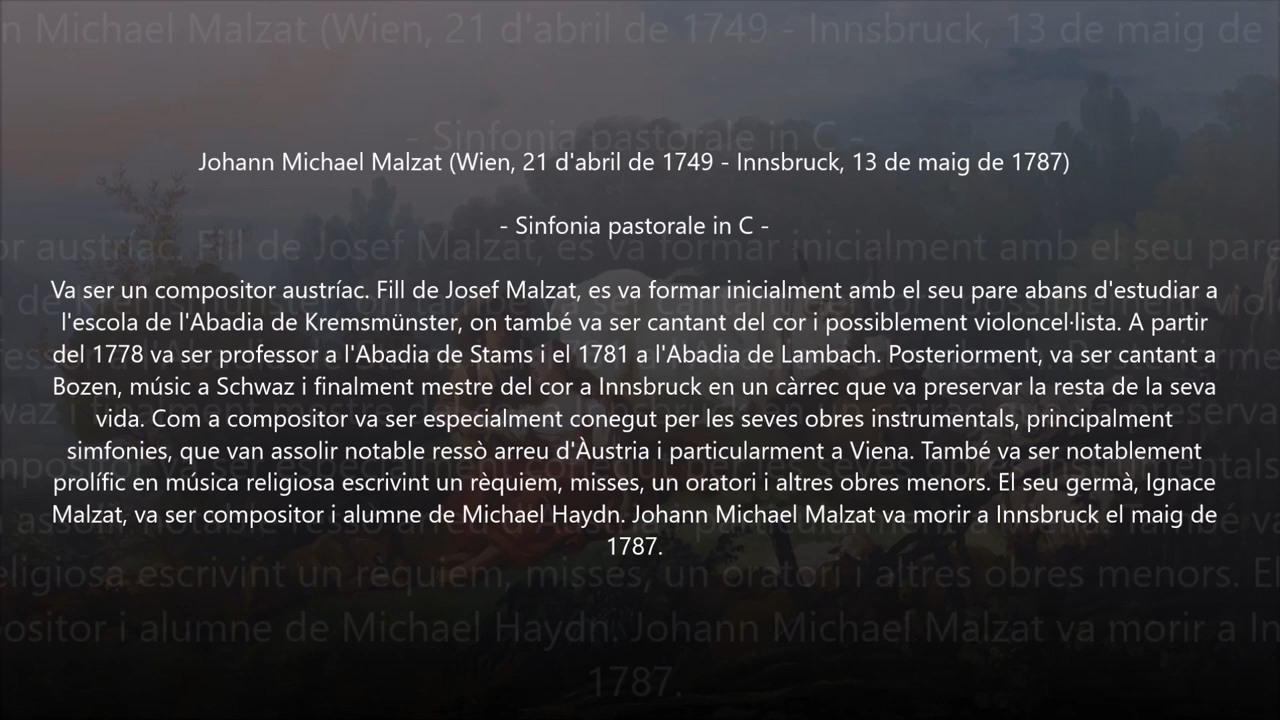 Johann Michael Malzat (Wien, 21 d'abril de 1749 - Innsbruck, 13 de maig de 1787)
- Sinfonia pastorale in C -
Va ser un compositor austríac. Fill de Josef Malzat, es va formar inicialment amb el seu pare abans d'estudiar a
l'escola de l'Abadia de Kremsmünster, on també va ser cantant del cor i possiblement violoncel·lista. A partir
del 1778 va ser professor a l'Abadia de Stams i el 1781 a l'Abadia de Lambach. Posteriorment, va ser cantant a
Bozen, músic a Schwaz i finalment mestre del cor a Innsbruck en un càrrec que va preservar la resta de la seva
vida. Com a compositor va ser especialment conegut per les seves obres instrumentals, principalment
simfonies, que van assolir notable ressò arreu d'Àustria i particularment a Viena. També va ser notablement
prolífic en música religiosa escrivint un rèquiem, misses, un oratori i altres obres menors. El seu germà, Ignace
Malzat, va ser compositor i alumne de Michael Haydn. Johann Michael Malzat va morir a Innsbruck el maig de
1787.